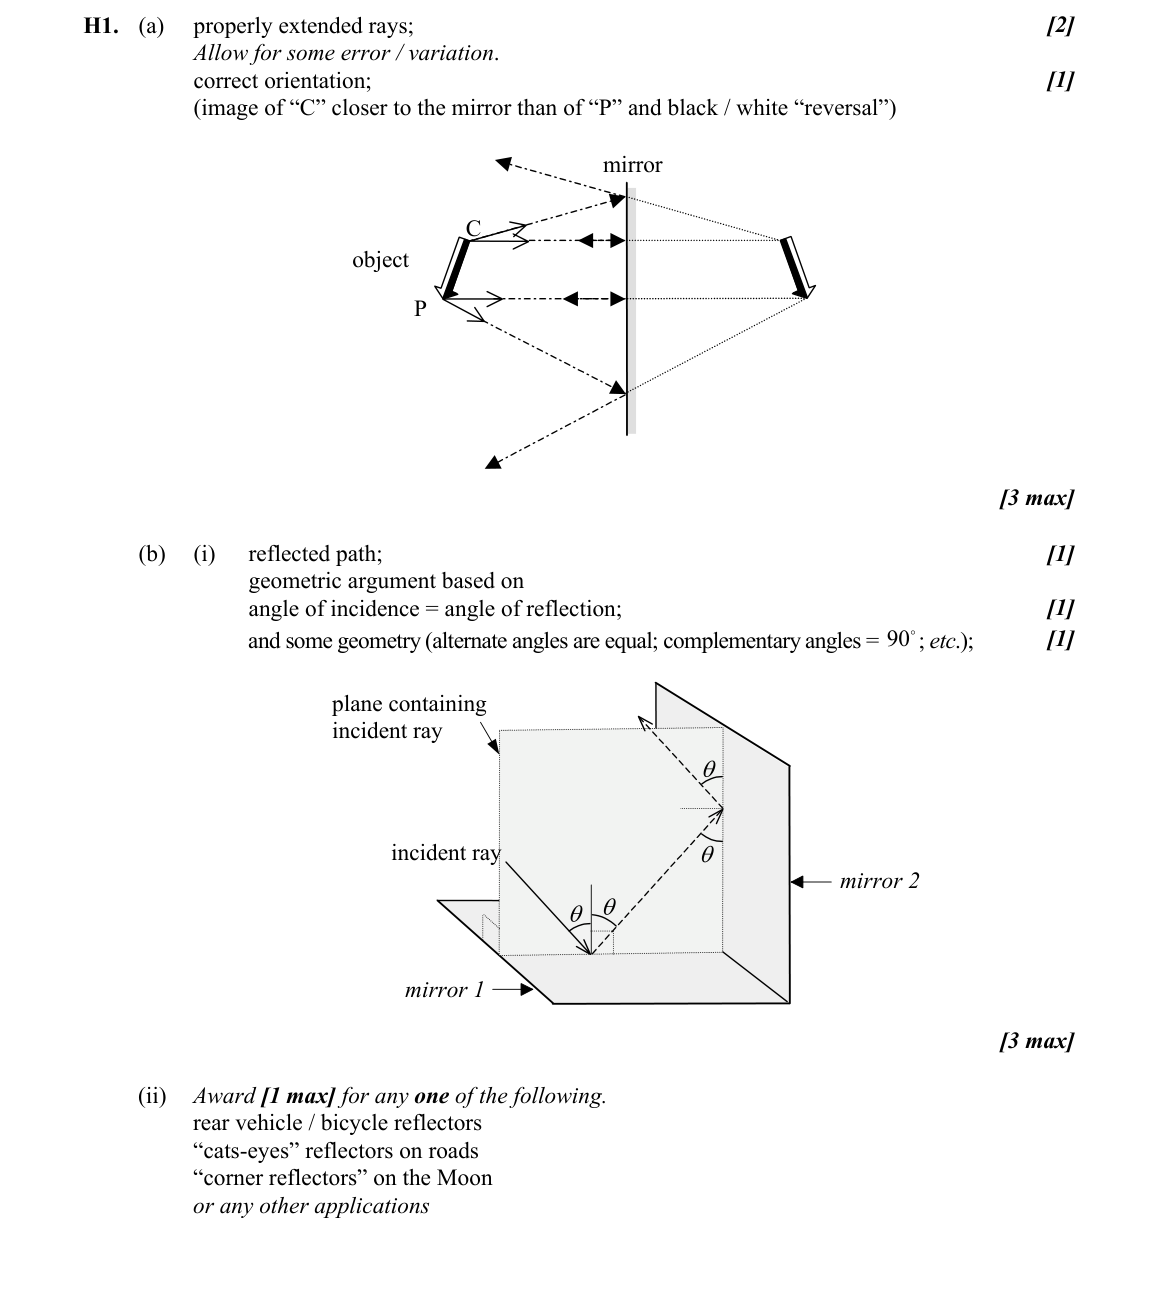 H1. (a) properly extended rays; [2]
Allow for some error / variation.
correct orientation; [1]
(image of “C” closer to the mirror than of “P” and black / white “reversal”)
mirror
C
object
P
[3 max]
(b) (i) reflected path; [1]
geometric argument based on
angle of incidence = angle of reflection; [1]
and some geometry (alternate angles are equal; complementary angles = 90°; etc.); [1]
plane containing
incident ray
θ
incident ray
θ
mirror 2
θ θ
mirror 1
[3 max]
(ii) Award [1 max] for any one of the following.
rear vehicle / bicycle reflectors
“cats-eyes” reflectors on roads
“corner reflectors” on the Moon
or any other applications